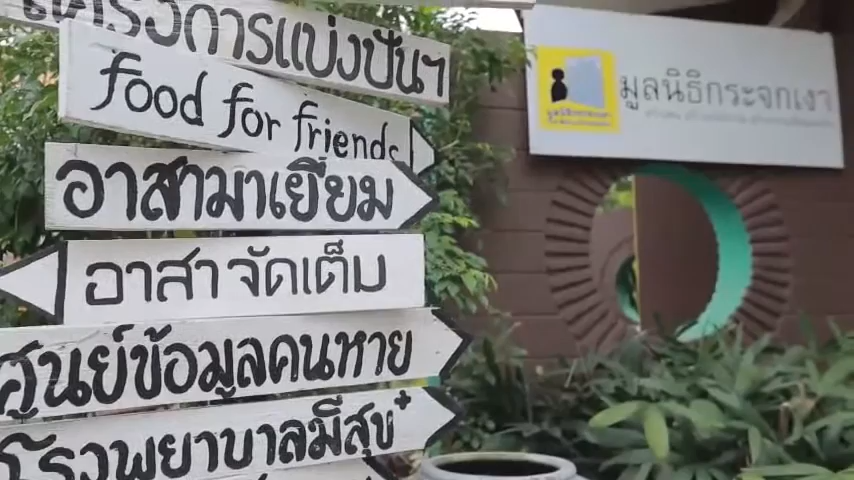 โครงการแบ่งปันฯ
food for friends
อาสามาเยี่ยม
อาสาจัดเต็ม
ศูนย์ข้อมูลคนหาย
โรงพยาบาลมีสุข
มูลนิธิกระจกเงา